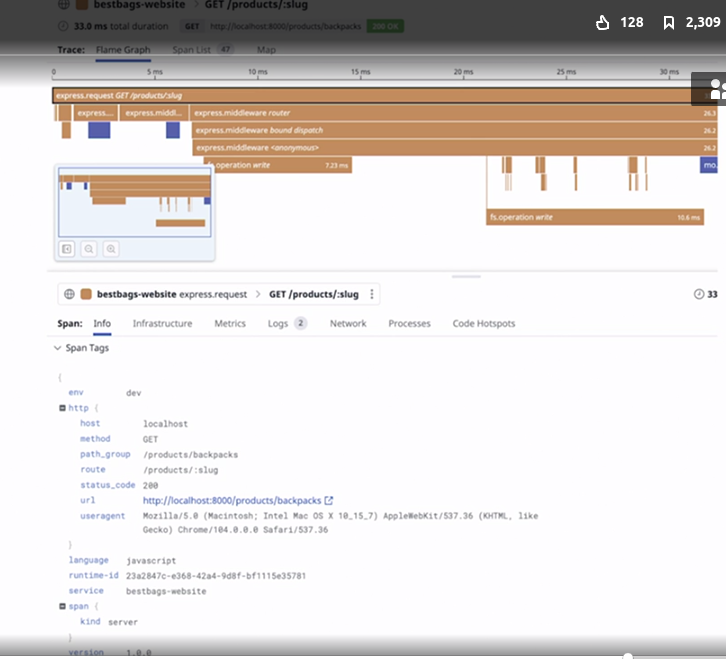 bestbags-website > GET /products/:slug
33.0 ms total duration GET http://localhost:8000/products/backpacks 200 OK
128 2,309
Trace: Flame Graph Span List 47 Map
0 5 ms 10 ms 15 ms 20 ms 25 ms 30 ms
express.request GET /products/:slug
express.... express.middl... express.middleware router 26.3
express.middleware bound dispatch 26.2
express.middleware <anonymous> 26.2
fs.operation write 7.23 ms mo.
fs.operation write 10.6 ms
bestbags-website express.request > GET /products/:slug 33
Span: Info Infrastructure Metrics Logs 2 Network Processes Code Hotspots
Span Tags
{
env dev
http {
host localhost
method GET
path_group /products/backpacks
route /products/:slug
status_code 200
url http://localhost:8000/products/backpacks
useragent Mozilla/5.0 (Macintosh; Intel Mac OS X 10_15_7) AppleWebKit/537.36 (KHTML, like
Gecko) Chrome/104.0.0.0 Safari/537.36
}
language javascript
runtime-id 23a2847c-e368-42a4-9d8f-bf1115e35781
service bestbags-website
span {
kind server
}
version 1.0.0